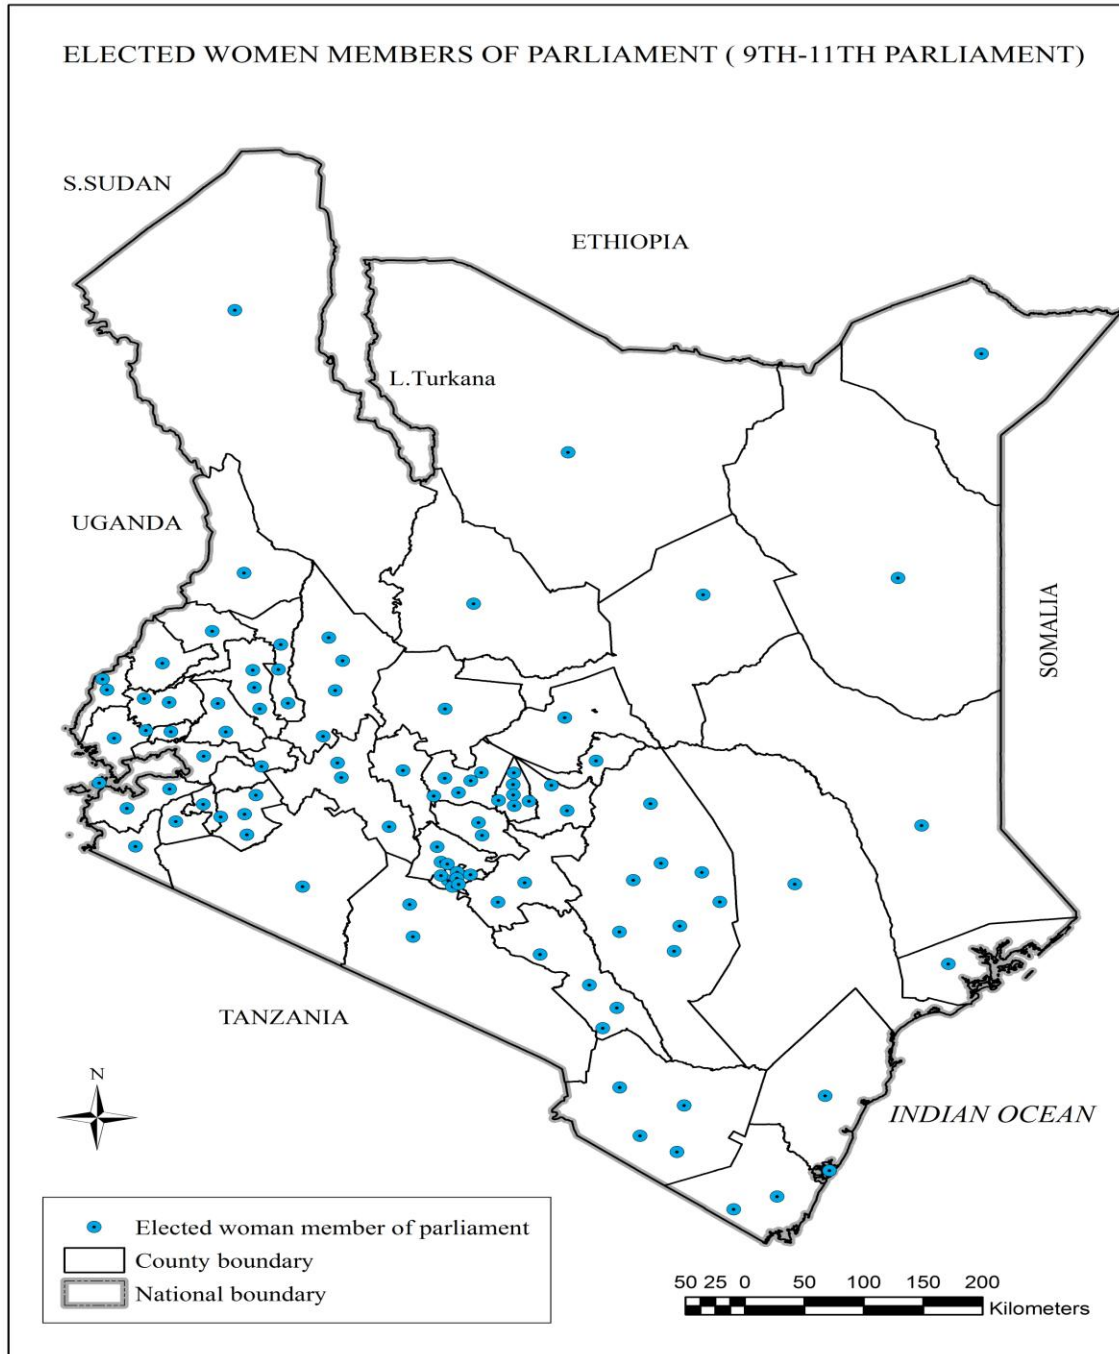 ELECTED WOMEN MEMBERS OF PARLIAMENT ( 9TH-11TH PARLIAMENT)
S.SUDAN
ETHIOPIA
L.Turkana
UGANDA
SOMALIA
TANZANIA
N
INDIAN OCEAN
Elected woman member of parliament
County boundary
National boundary
50 25 0 50 100 150 200
Kilometers